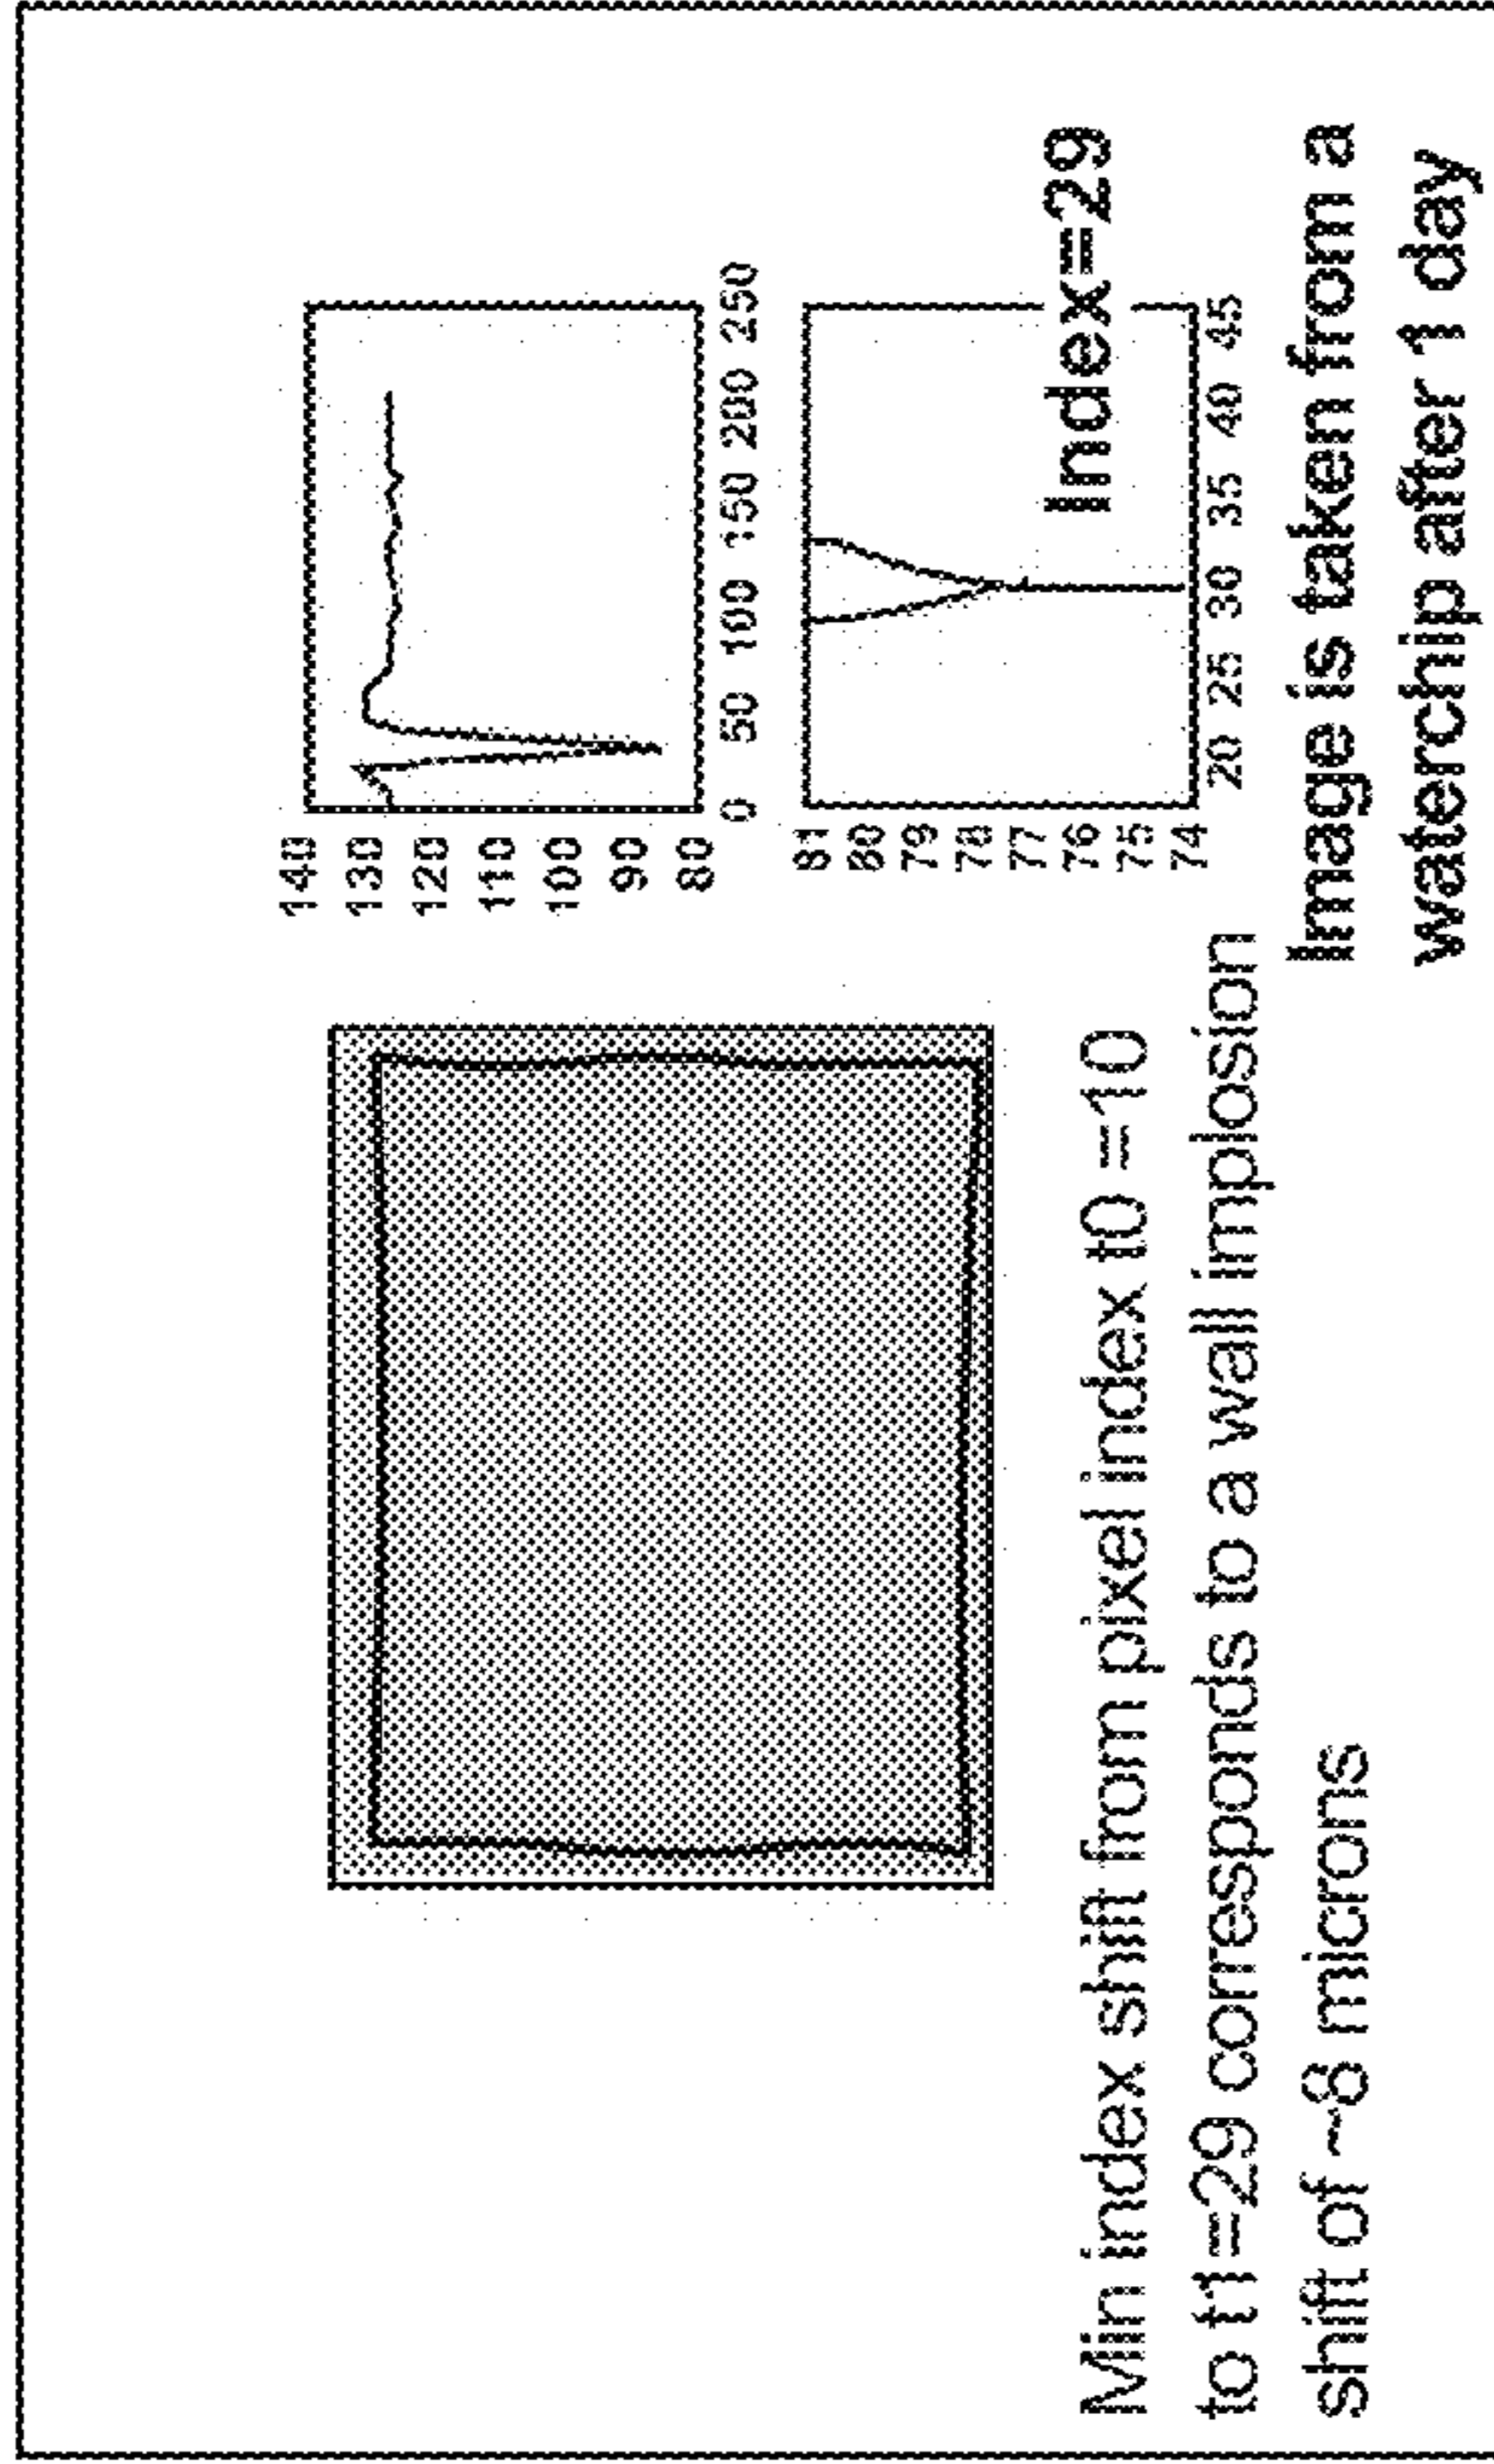 140
130
120
110
100
90
80
0 50 100 150 200 250
81
80
79
78
77
76
75
74
20 25 30 35 40 45
Index=29
Min index shift from pixel index t0 =10
to t1=29 corresponds to a wall implosion
shift of ~8 microns
Image is taken from a
waterchip after 1 day